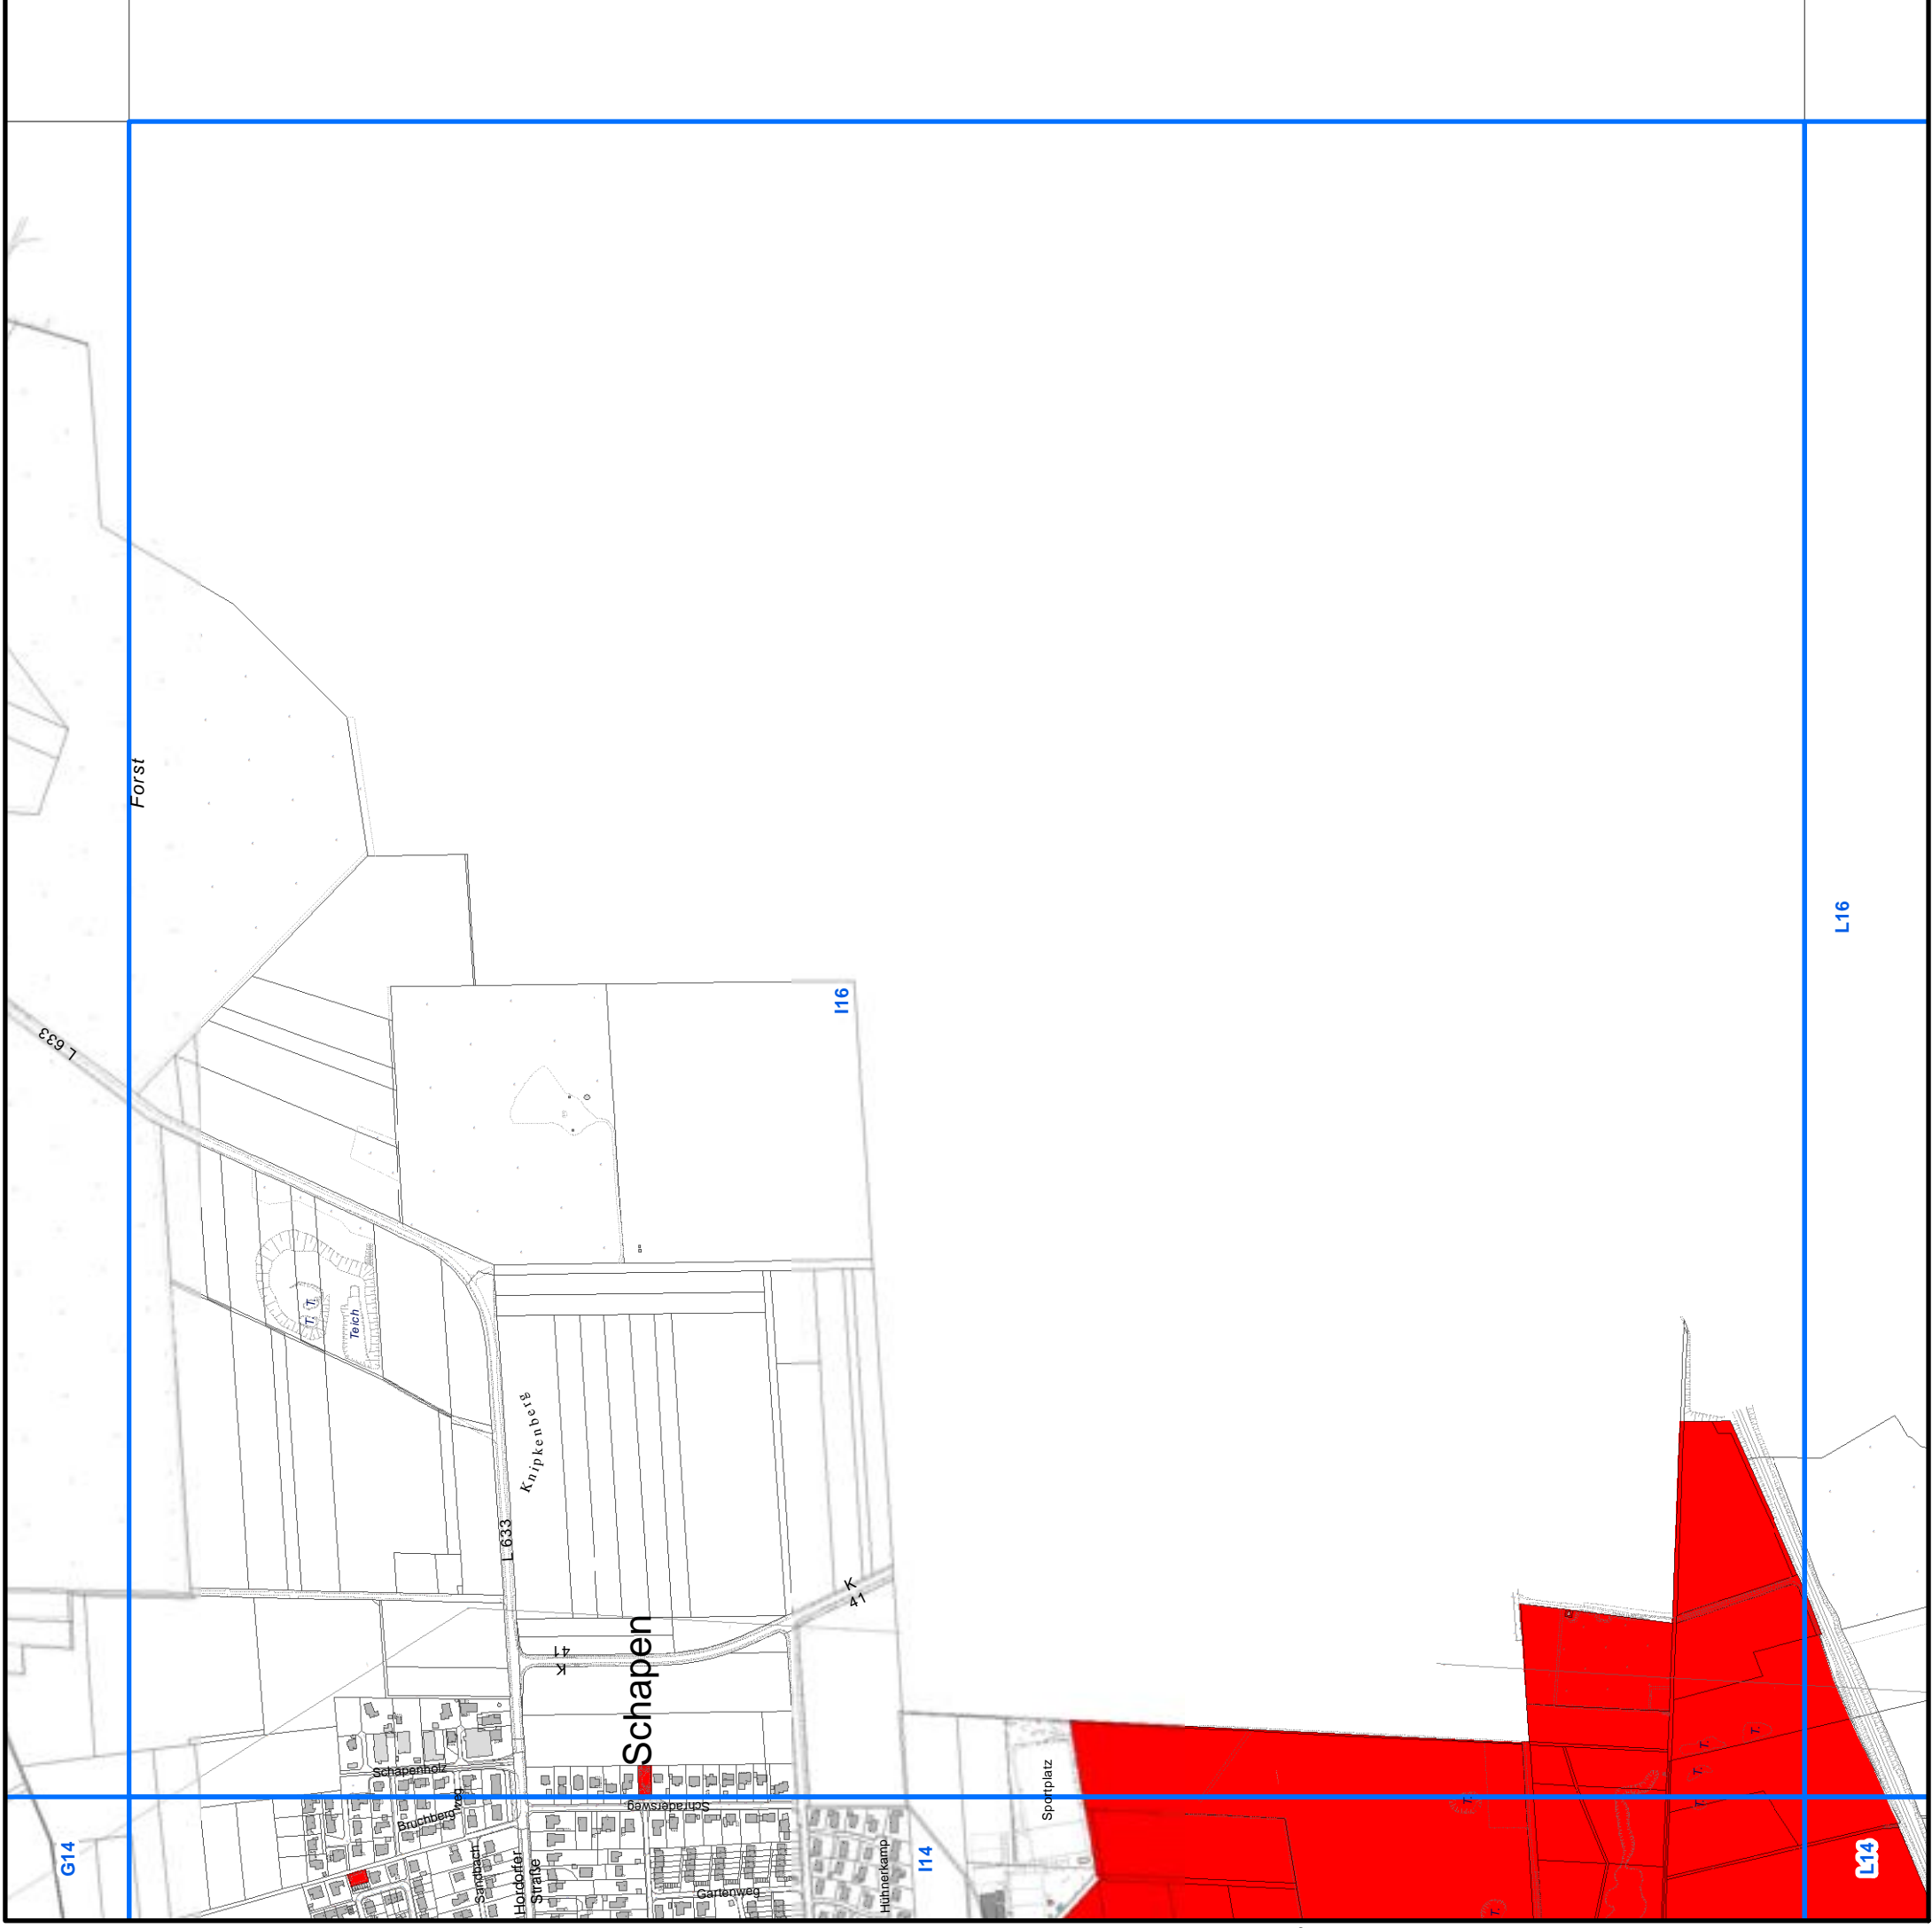 Forst
L 633
L16
I16
T.
T.
Teich
Knipkenberg
L 633
K
41
K
41
Schapen
Schapenholz
Bruchberg
weg
Schradersweg
Sportplatz
T.
T.
T.
T.
G14
Sandbach
Hordorfer
Straße
Gartenweg
Hühnerkamp
I14
L14
T.